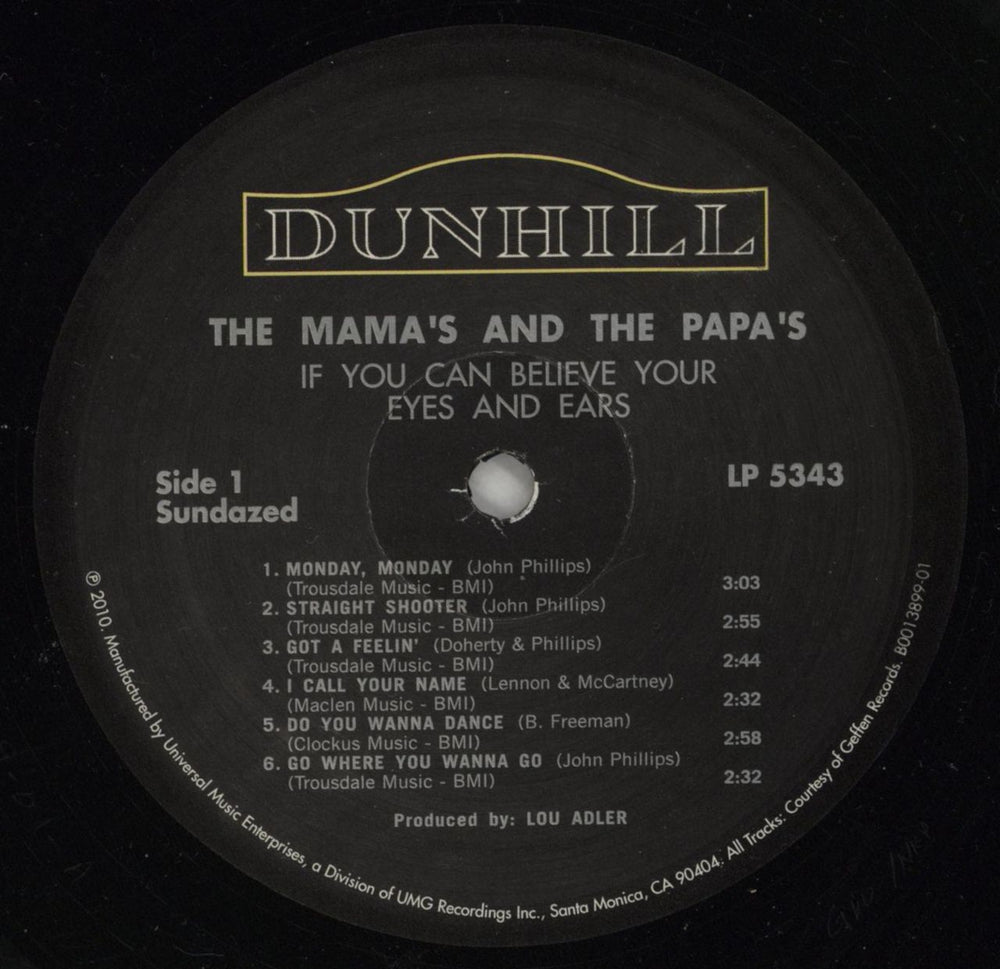 DUNHILL
THE MAMA'S AND THE PAPA'S
IF YOU CAN BELIEVE YOUR
EYES AND EARS
Side 1
Sundazed
LP 5343
1. MONDAY, MONDAY (John Phillips)
(Trousdale Music - BMI) 3:03
2. STRAIGHT SHOOTER (John Phillips)
(Trousdale Music - BMI) 2:55
3. GOT A FEELIN' (Doherty & Phillips)
(Trousdale Music - BMI) 2:44
4. I CALL YOUR NAME (Lennon & McCartney)
(Maclen Music - BMI) 2:32
5. DO YOU WANNA DANCE (B. Freeman)
(Clockus Music - BMI) 2:58
6. GO WHERE YOU WANNA GO (John Phillips)
(Trousdale Music - BMI) 2:32
Produced by: LOU ADLER
℗ 2010. Manufactured by Universal Music Enterprises, a Division of UMG Recordings Inc., Santa Monica, CA 90404. All Tracks: Courtesy of Geffen Records. B0013899-01